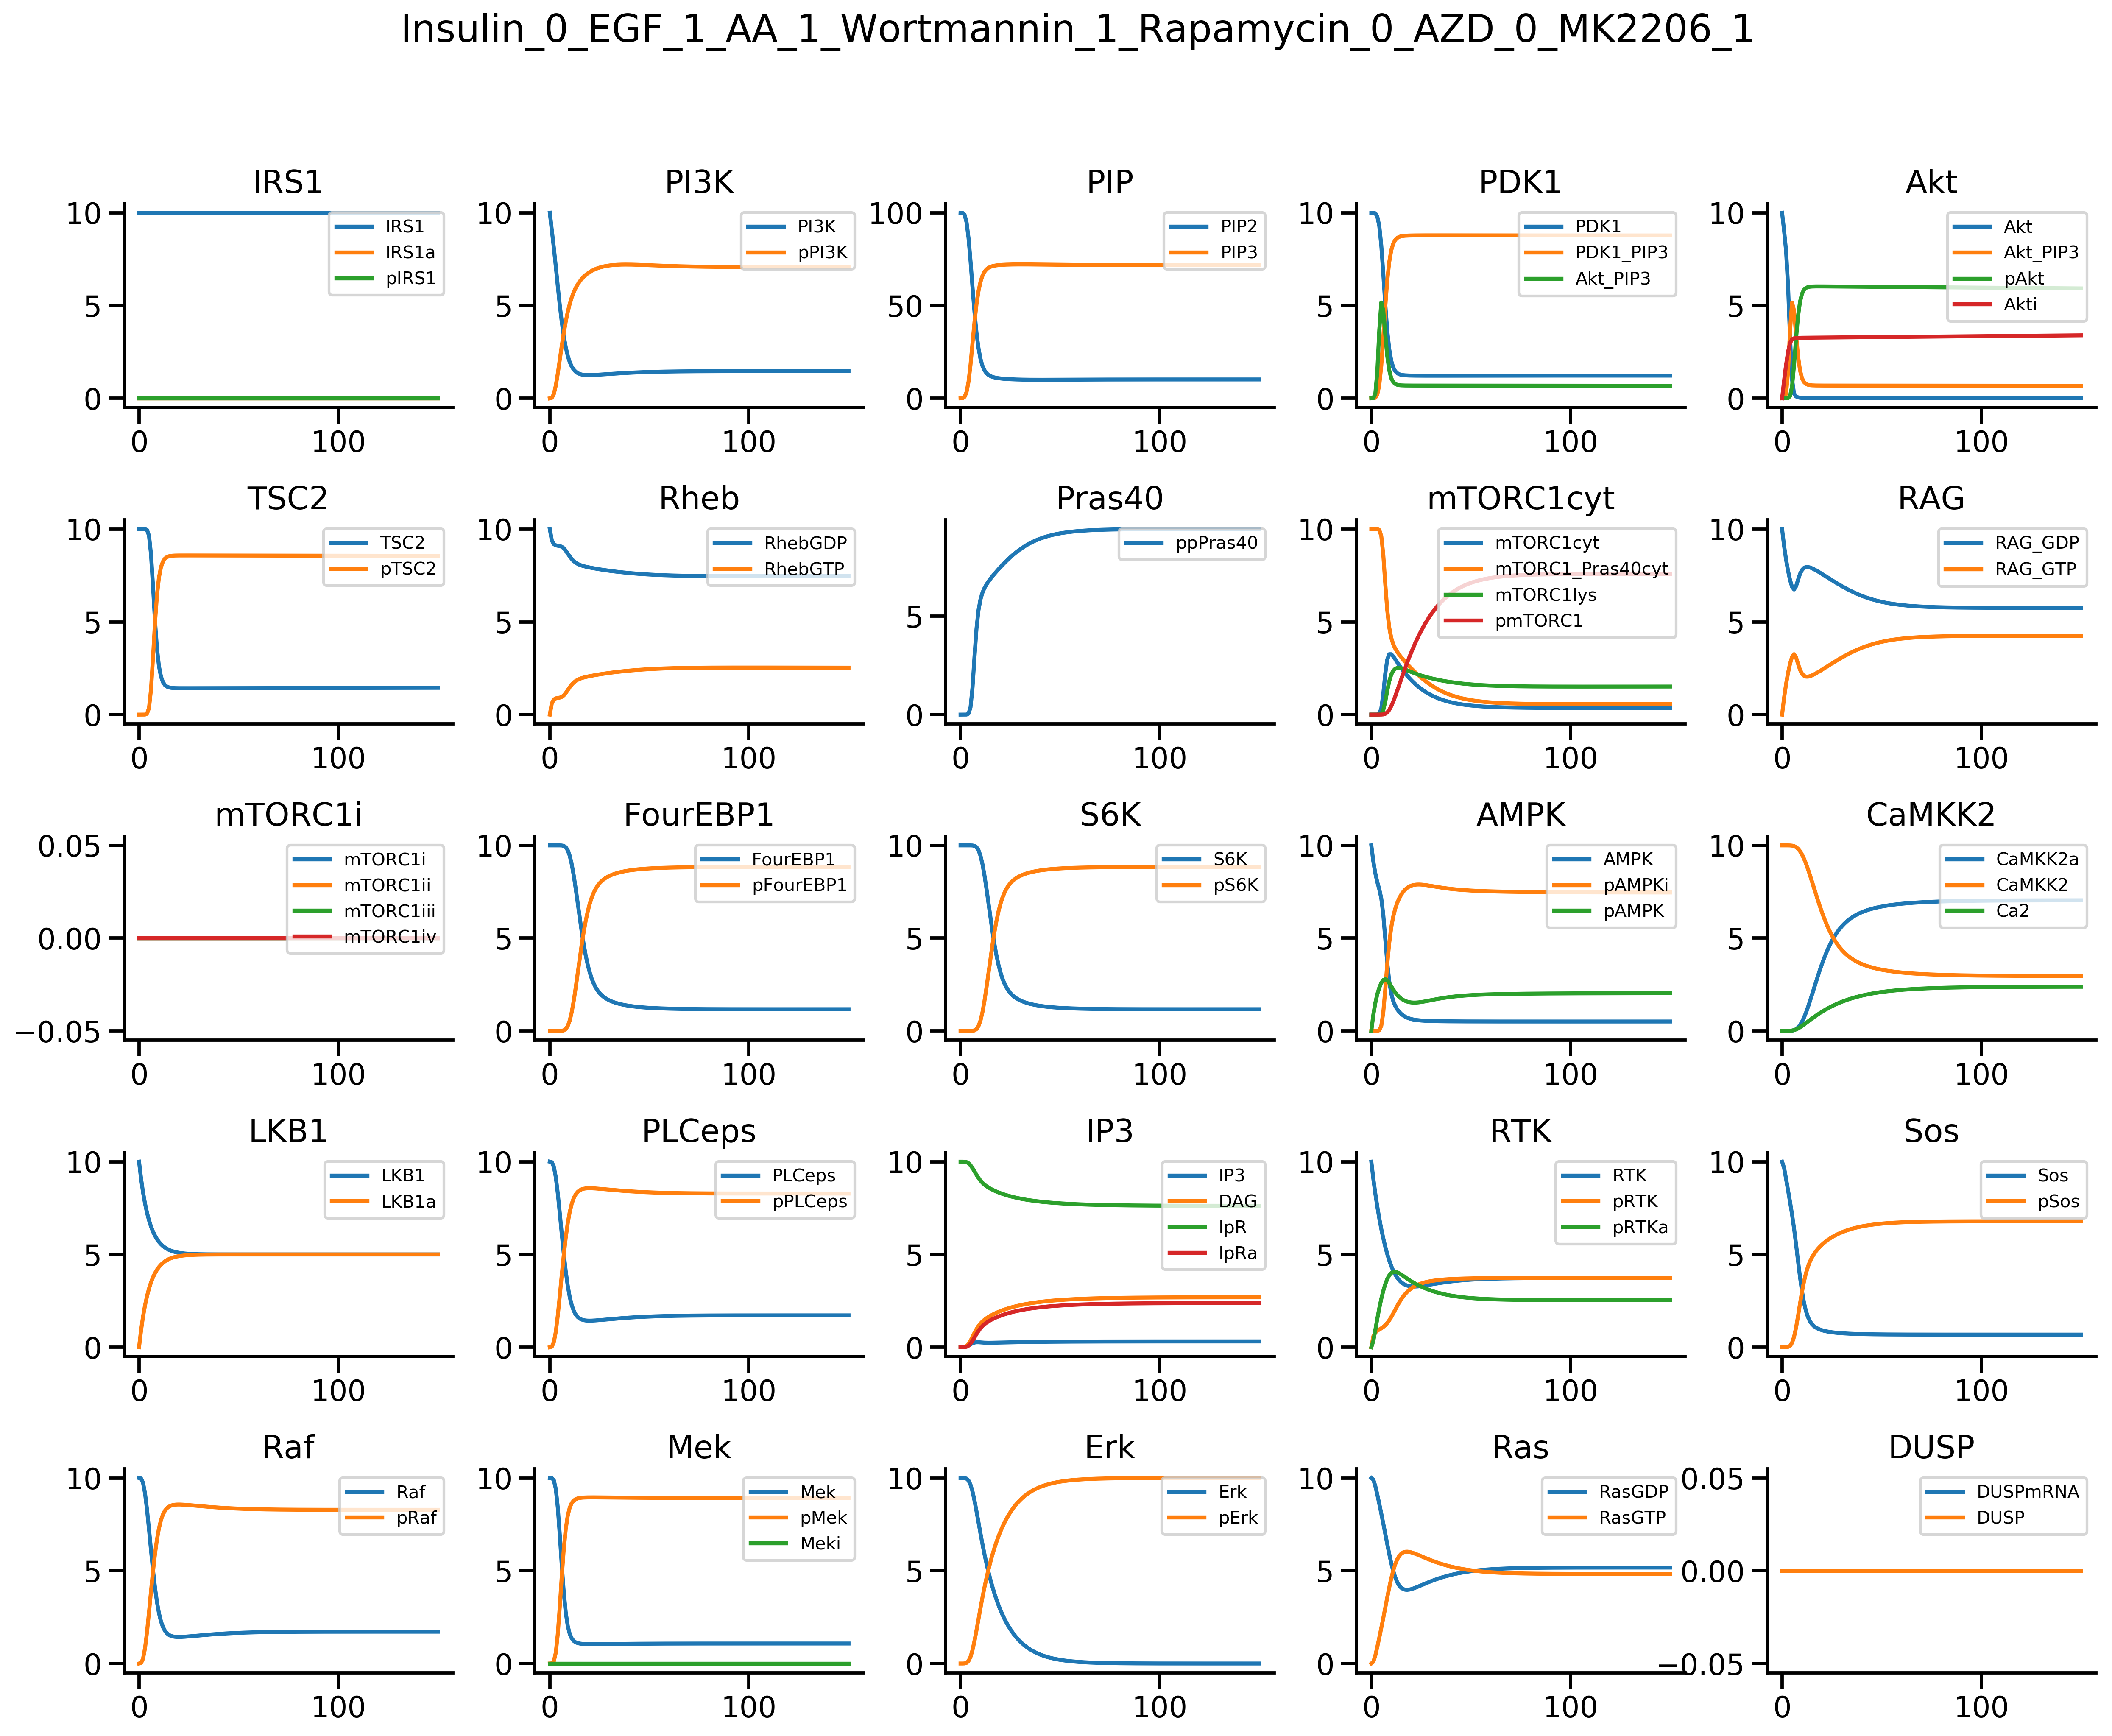 Insulin_0_EGF_1_AA_1_Wortmannin_1_Rapamycin_0_AZD_0_MK2206_1
IRS1
10
5
0
0
100
IRS1
IRS1a
pIRS1
PI3K
10
5
0
0
100
PI3K
pPI3K
PIP
100
50
0
0
100
PIP2
PIP3
PDK1
10
5
0
0
100
PDK1
PDK1_PIP3
Akt_PIP3
Akt
10
5
0
0
100
Akt
Akt_PIP3
pAkt
Akti
TSC2
10
5
0
0
100
TSC2
pTSC2
Rheb
10
5
0
0
100
RhebGDP
RhebGTP
Pras40
5
0
0
100
ppPras40
mTORC1cyt
10
5
0
0
100
mTORC1cyt
mTORC1_Pras40cyt
mTORC1lys
pmTORC1
RAG
10
5
0
0
100
RAG_GDP
RAG_GTP
mTORC1i
0.05
0.00
−0.05
0
100
mTORC1i
mTORC1ii
mTORC1iii
mTORC1iv
FourEBP1
10
5
0
0
100
FourEBP1
pFourEBP1
S6K
10
5
0
0
100
S6K
pS6K
AMPK
10
5
0
0
100
AMPK
pAMPKi
pAMPK
CaMKK2
10
5
0
0
100
CaMKK2a
CaMKK2
Ca2
LKB1
10
5
0
0
100
LKB1
LKB1a
PLCeps
10
5
0
0
100
PLCeps
pPLCeps
IP3
10
5
0
0
100
IP3
DAG
IpR
IpRa
RTK
10
5
0
0
100
RTK
pRTK
pRTKa
Sos
10
5
0
0
100
Sos
pSos
Raf
10
5
0
0
100
Raf
pRaf
Mek
10
5
0
0
100
Mek
pMek
Meki
Erk
10
5
0
0
100
Erk
pErk
Ras
10
5
0
0
100
RasGDP
RasGTP
DUSP
0.05
0.00
−0.05
0
100
DUSPmRNA
DUSP